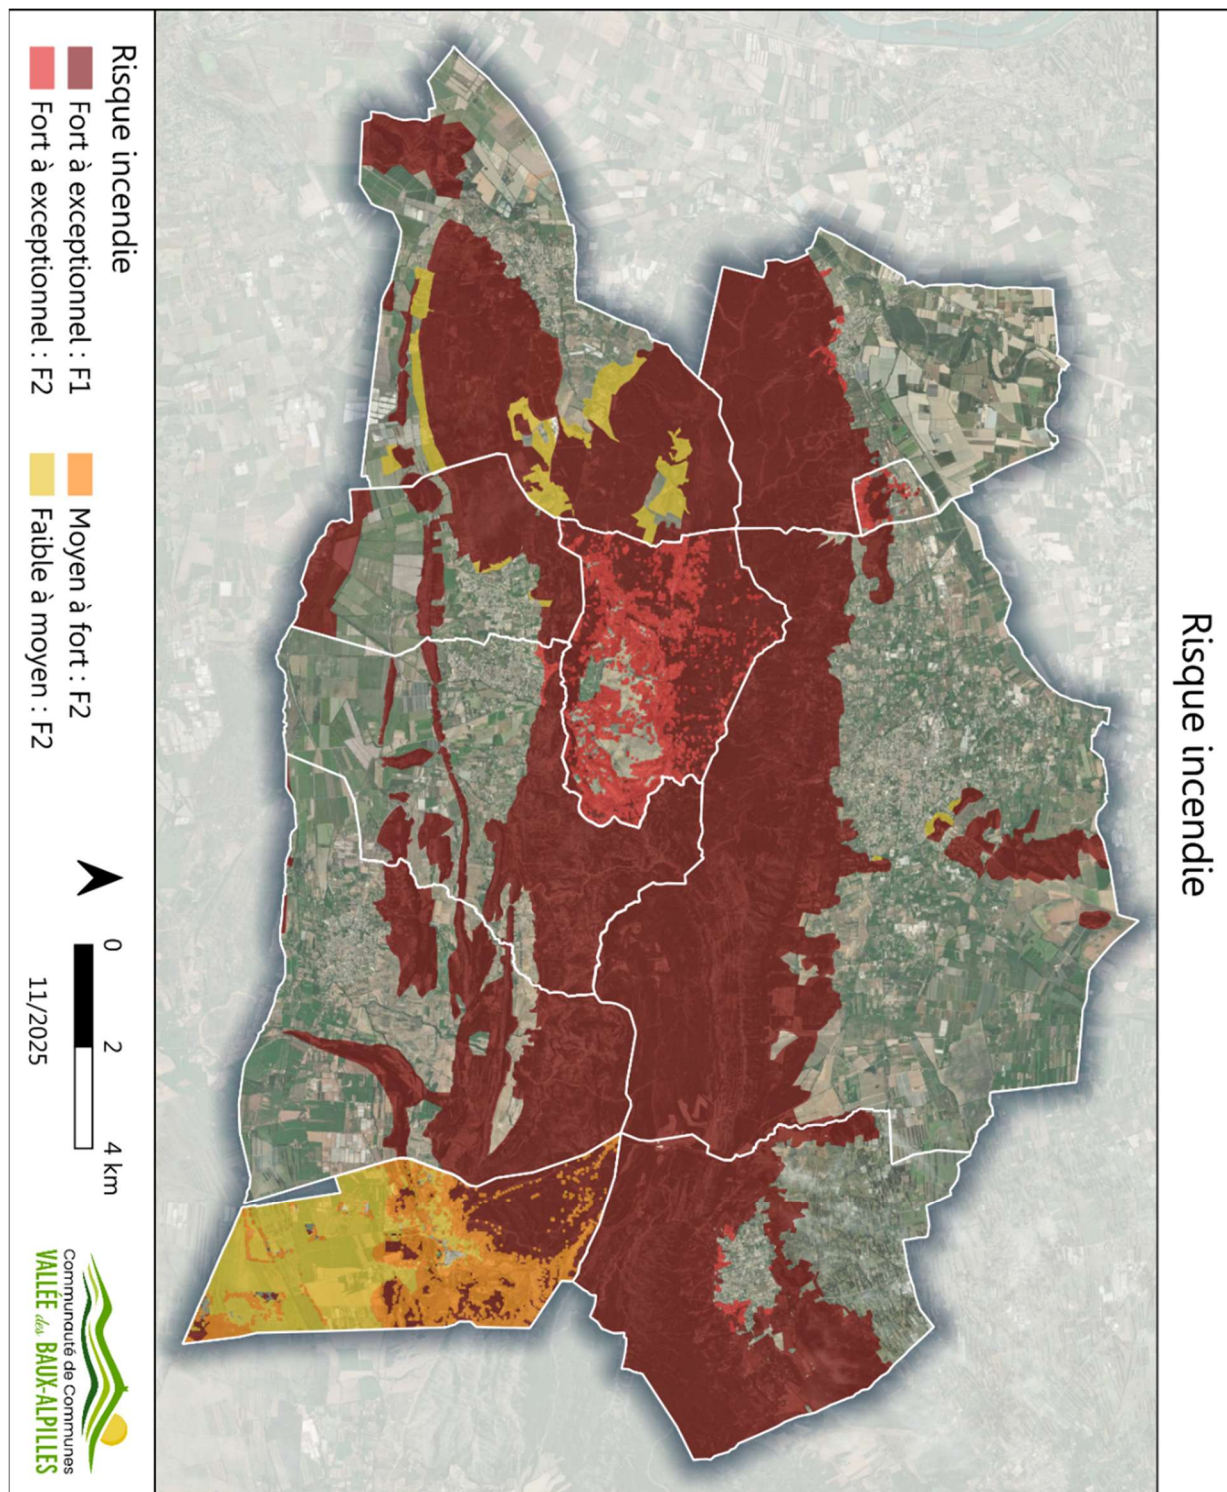 Risque incendie
Risque incendie
Fort à exceptionnel : F1
Fort à exceptionnel : F2
Moyen à fort : F2
Faible à moyen : F2
0 2 4 km
11/2025
Communauté de Communes
VALLÉE des BAUX-ALPILLES